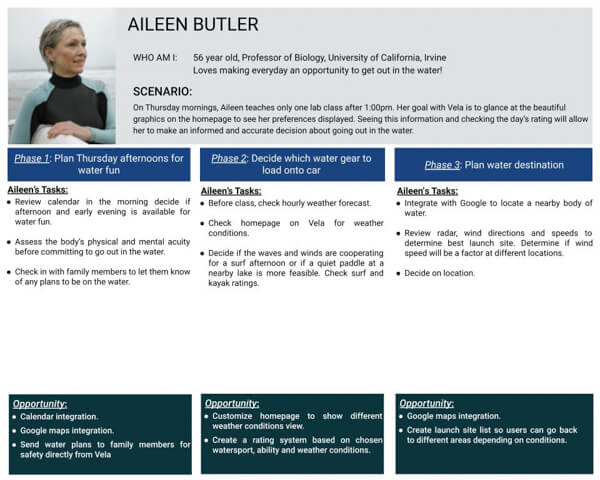 AILEEN BUTLER
WHO AM I: 56 year old, Professor of Biology, University of California, Irvine
Loves making everyday an opportunity to get out in the water!
SCENARIO:
On Thursday mornings, Aileen teaches only one lab class after 1:00pm. Her goal with Vela is to glance at the beautiful
graphics on the homepage to see her preferences displayed. Seeing this information and checking the day's rating will allow
her to make an informed and accurate decision about going out in the water.
Phase 1: Plan Thursday afternoons for
water fun
Aileen's Tasks:
● Review calendar in the morning decide if
afternoon and early evening is available for
water fun.
● Assess the body's physical and mental acuity
before committing to go out in the water.
● Check in with family members to let them know
of any plans to be on the water.
Opportunity:
● Calendar integration.
● Google maps integration.
● Send water plans to family members for
safety directly from Vela
Phase 2: Decide which water gear to
load onto car
Aileen's Tasks:
● Before class, check hourly weather forecast.
● Check homepage on Vela for weather
conditions.
● Decide if the waves and winds are cooperating
for a surf afternoon or if a quiet paddle at a
nearby lake is more feasible. Check surf and
kayak ratings.
Opportunity:
● Customize homepage to show different
weather conditions view.
● Create a rating system based on chosen
watersport, ability and weather conditions.
Phase 3: Plan water destination
Aileen's Tasks:
● Integrate with Google to locate a nearby body of
water.
● Review radar, wind directions and speeds to
determine best launch site. Determine if wind
speed will be a factor at different locations.
● Decide on location.
Opportunity:
● Google maps integration.
● Create launch site list so users can go back
to different areas depending on conditions.